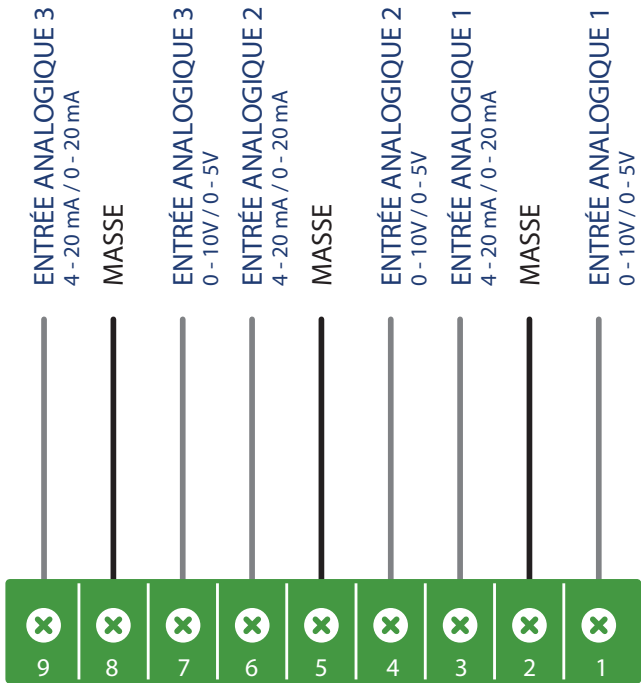 ENTRÉE ANALOGIQUE 3
4 - 20 mA / 0 - 20 mA
MASSE
ENTRÉE ANALOGIQUE 3
0 - 10V / 0 - 5V
ENTRÉE ANALOGIQUE 2
4 - 20 mA / 0 - 20 mA
MASSE
ENTRÉE ANALOGIQUE 2
0 - 10V / 0 - 5V
ENTRÉE ANALOGIQUE 1
4 - 20 mA / 0 - 20 mA
MASSE
ENTRÉE ANALOGIQUE 1
0 - 10V / 0 - 5V
9 8 7 6 5 4 3 2 1